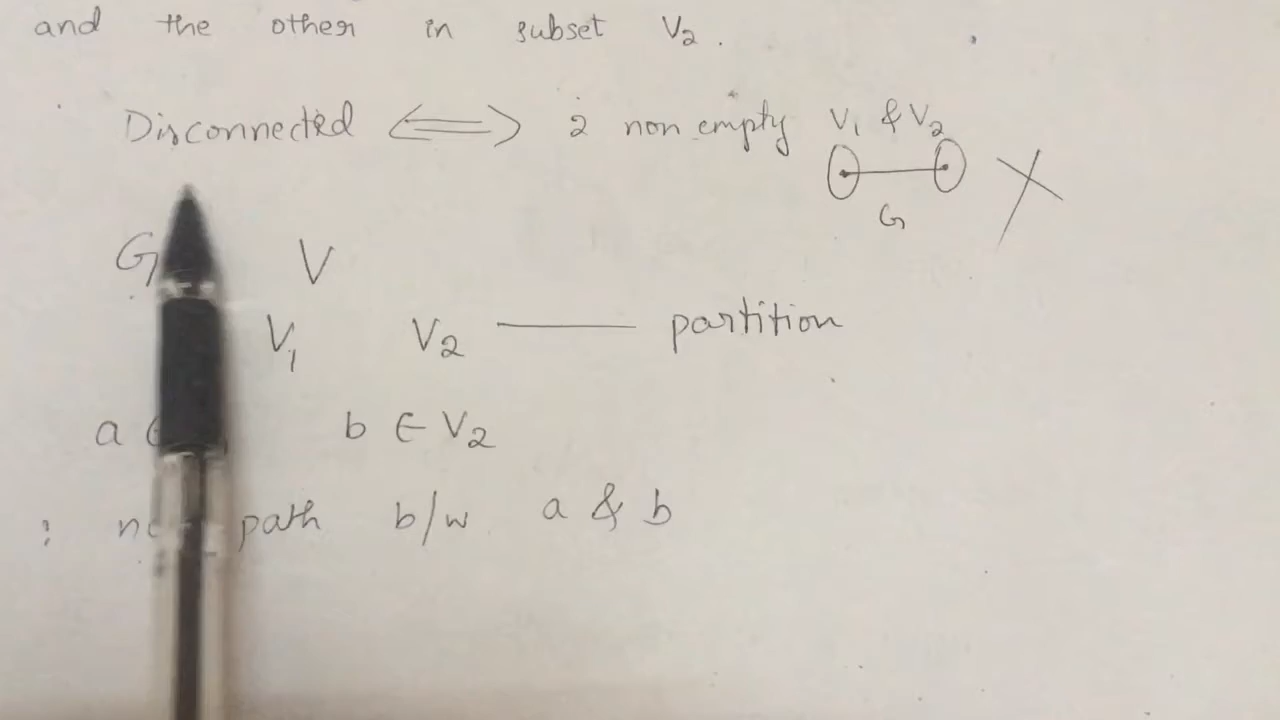 and the other in subset V₂.
Disconnected ⟺ 2 non empty V₁ & V₂
G
G V
V₁ V₂ —— partition
a b ∈ V₂
: path b/w a & b